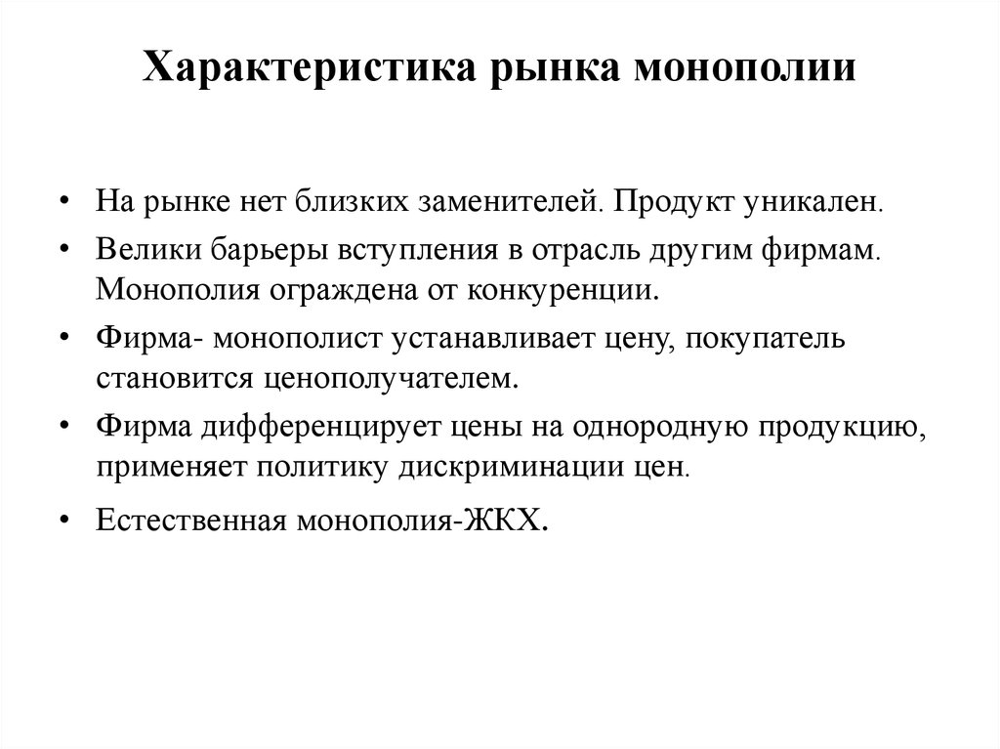 Характеристика рынка монополии
• На рынке нет близких заменителей. Продукт уникален.
• Велики барьеры вступления в отрасль другим фирмам.
Монополия ограждена от конкуренции.
• Фирма- монополист устанавливает цену, покупатель
становится ценополучателем.
• Фирма дифференцирует цены на однородную продукцию,
применяет политику дискриминации цен.
• Естественная монополия-ЖКХ.